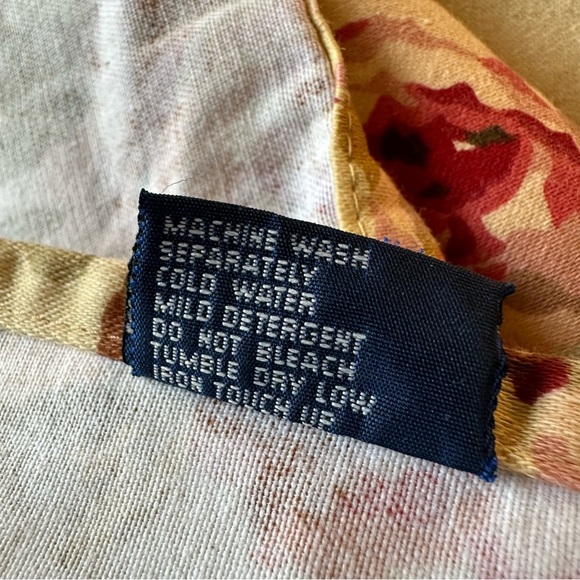 MACHINE WASH
SEPARATELY
COLD WATER
MILD DETERGENT
DO NOT BLEACH
TUMBLE DRY LOW
IRON TOUCH UP